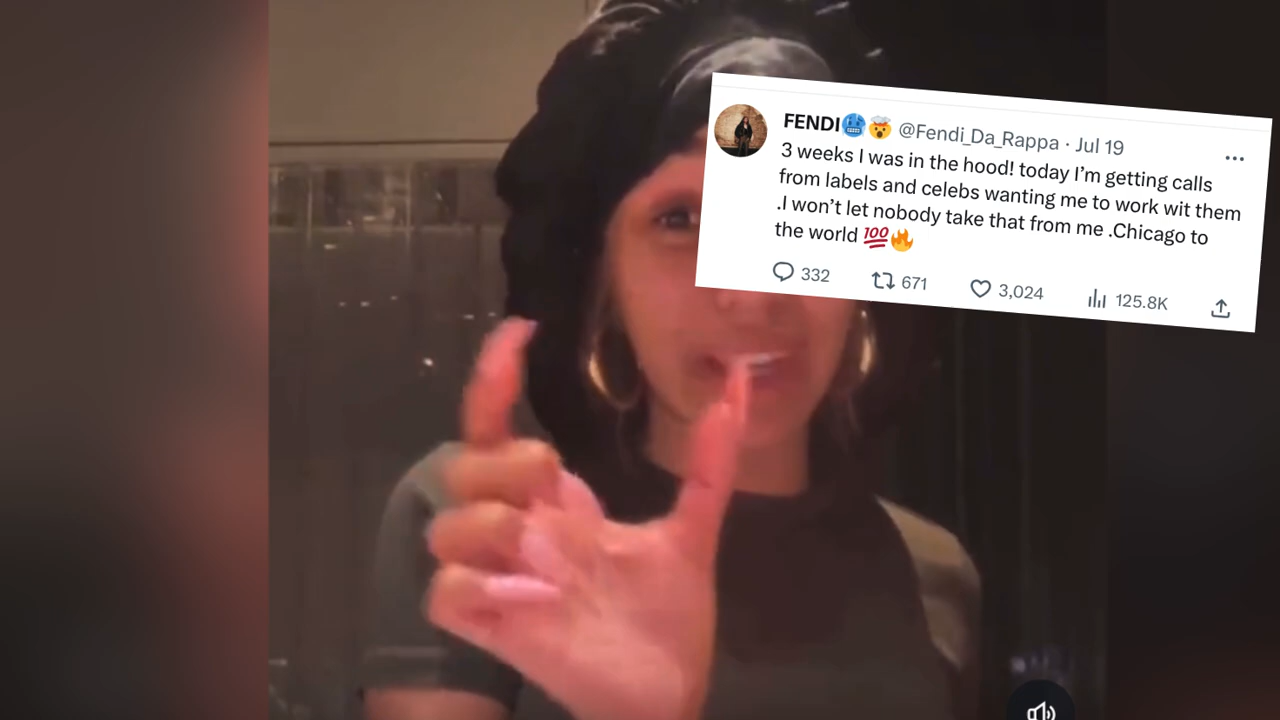 FENDI🥶🤯 @Fendi_Da_Rappa · Jul 19
3 weeks I was in the hood! today I’m getting calls
from labels and celebs wanting me to work wit them
.I won’t let nobody take that from me .Chicago to
the world 💯🔥
332 671 3,024 125.8K